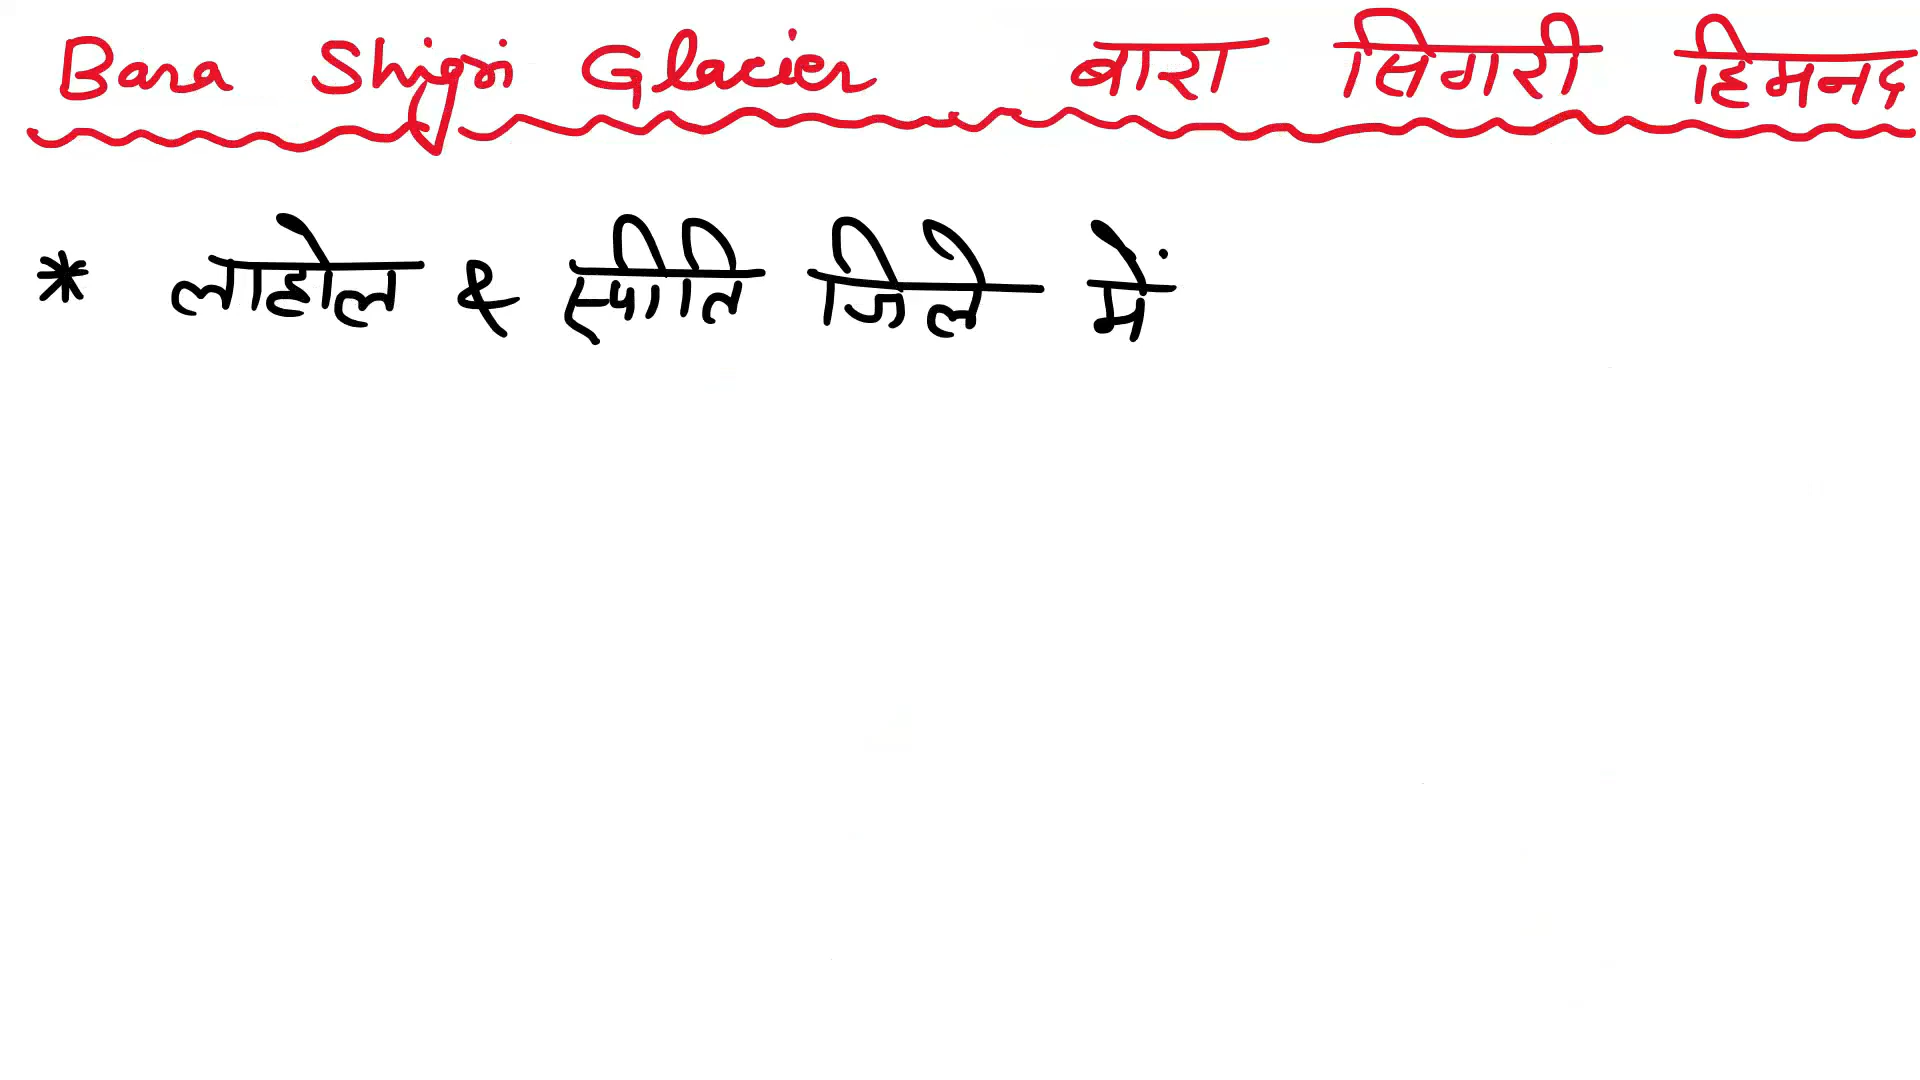 Bara Shigri Glacier बारा सिगरी हिमनद
* लाहोल & स्पीति जिले में